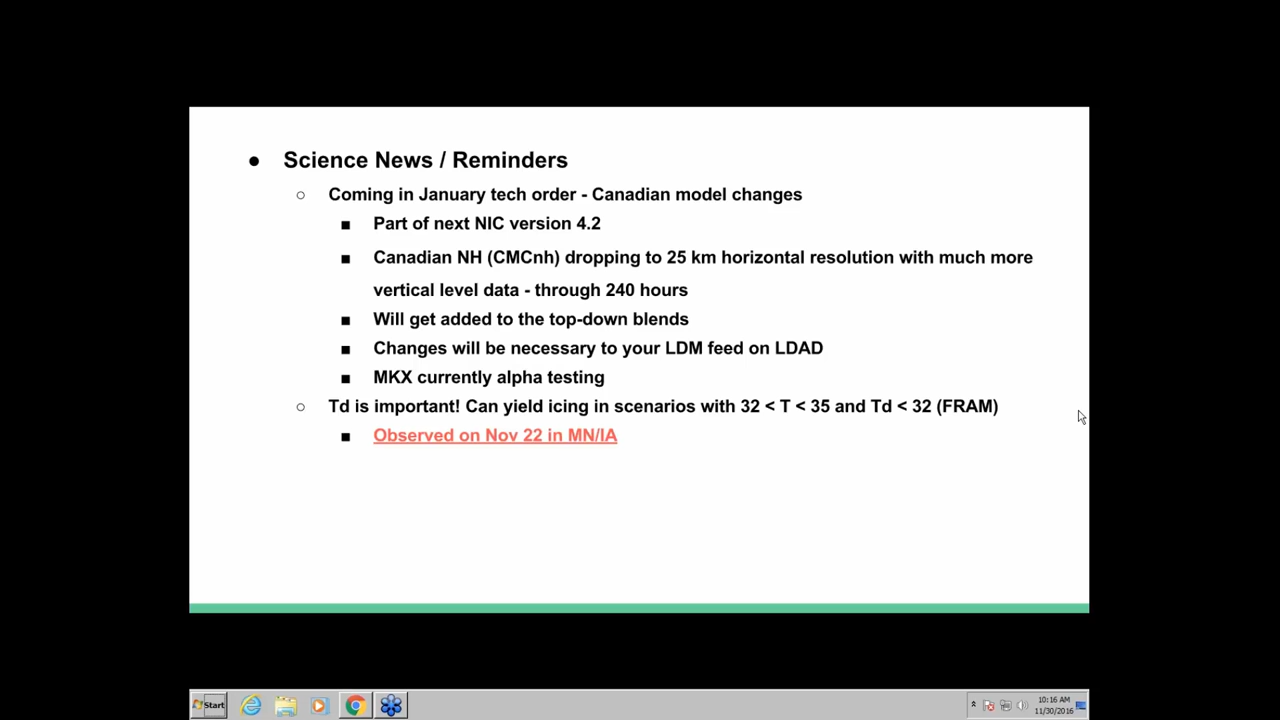 ● Science News / Reminders
○ Coming in January tech order - Canadian model changes
■ Part of next NIC version 4.2
■ Canadian NH (CMCnh) dropping to 25 km horizontal resolution with much more
vertical level data - through 240 hours
■ Will get added to the top-down blends
■ Changes will be necessary to your LDM feed on LDAD
■ MKX currently alpha testing
○ Td is important! Can yield icing in scenarios with 32 < T < 35 and Td < 32 (FRAM)
■ Observed on Nov 22 in MN/IA
Start
10:16 AM
11/30/2016